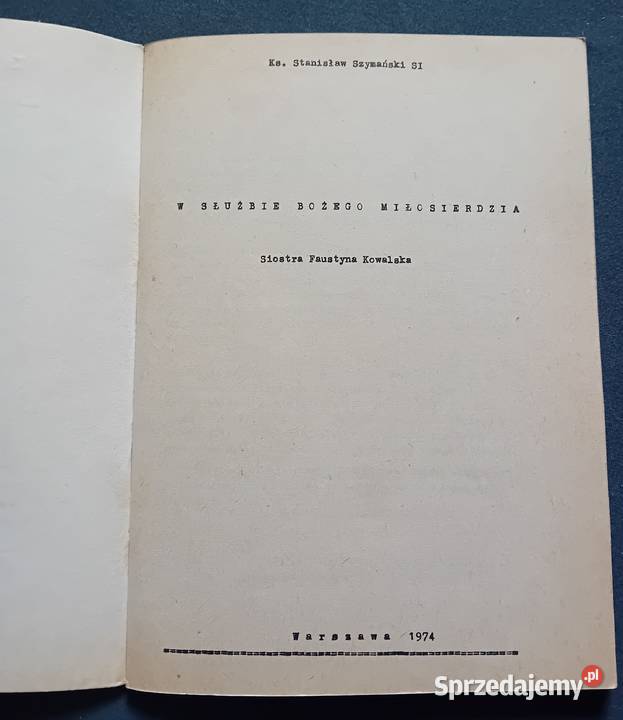 Ks. Stanisław Szymański SI
W SŁUŻBIE BOŻEGO MIŁOSIERDZIA
Siostra Faustyna Kowalska
Warszawa 1974
Sprzedajemy.pl